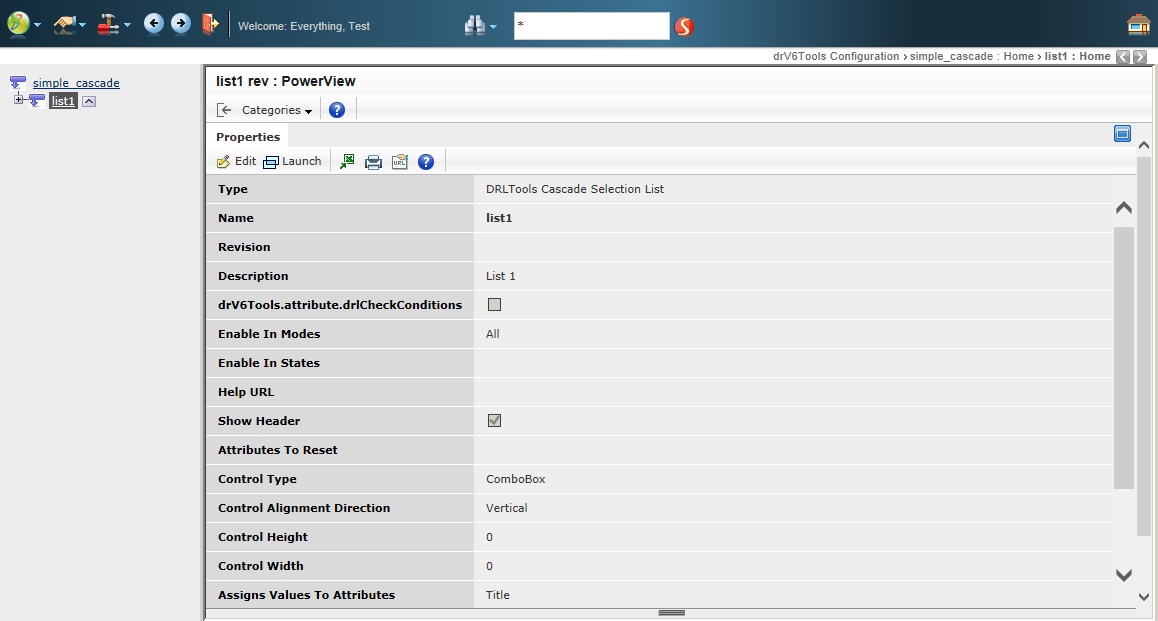 Welcome: Everything, Test
*
S
drV6Tools Configuration › simple_cascade : Home › list1 : Home
simple_cascade
list1
list1 rev : PowerView
Categories
?
Properties
Edit Launch URL ?
Type DRLTools Cascade Selection List
Name list1
Revision
Description List 1
drV6Tools.attribute.drlCheckConditions
Enable In Modes All
Enable In States
Help URL
Show Header
Attributes To Reset
Control Type ComboBox
Control Alignment Direction Vertical
Control Height 0
Control Width 0
Assigns Values To Attributes Title